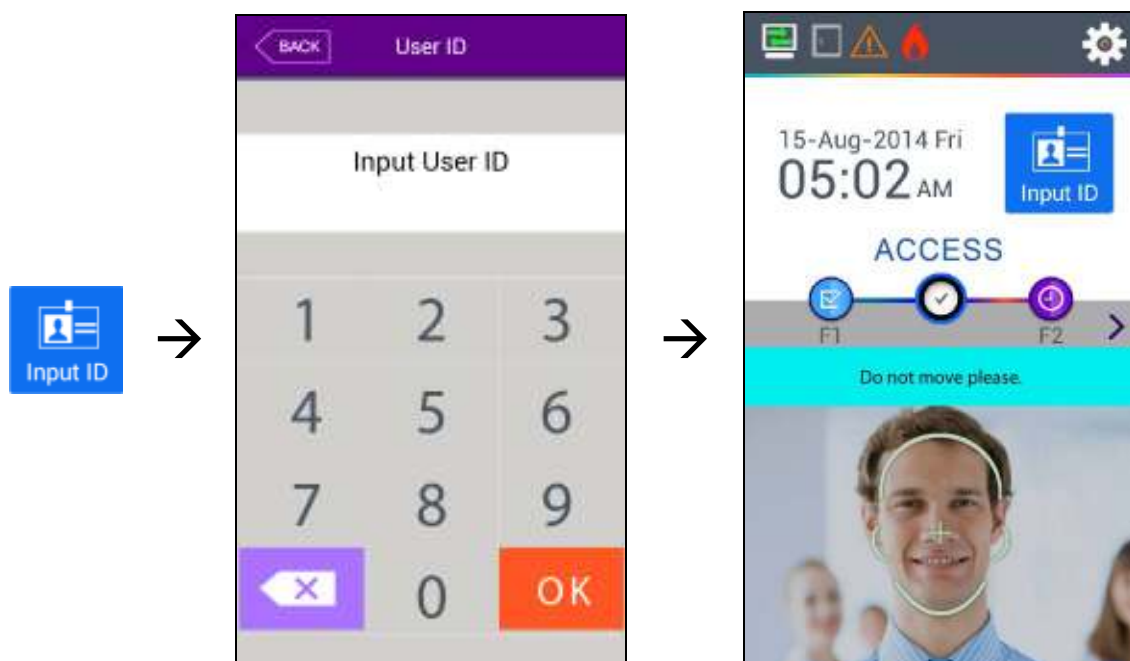 Input ID
BACK User ID
Input User ID
1 2 3
4 5 6
7 8 9
0 OK
15-Aug-2014 Fri
05:02 AM
Input ID
ACCESS
F1 F2
Do not move please.